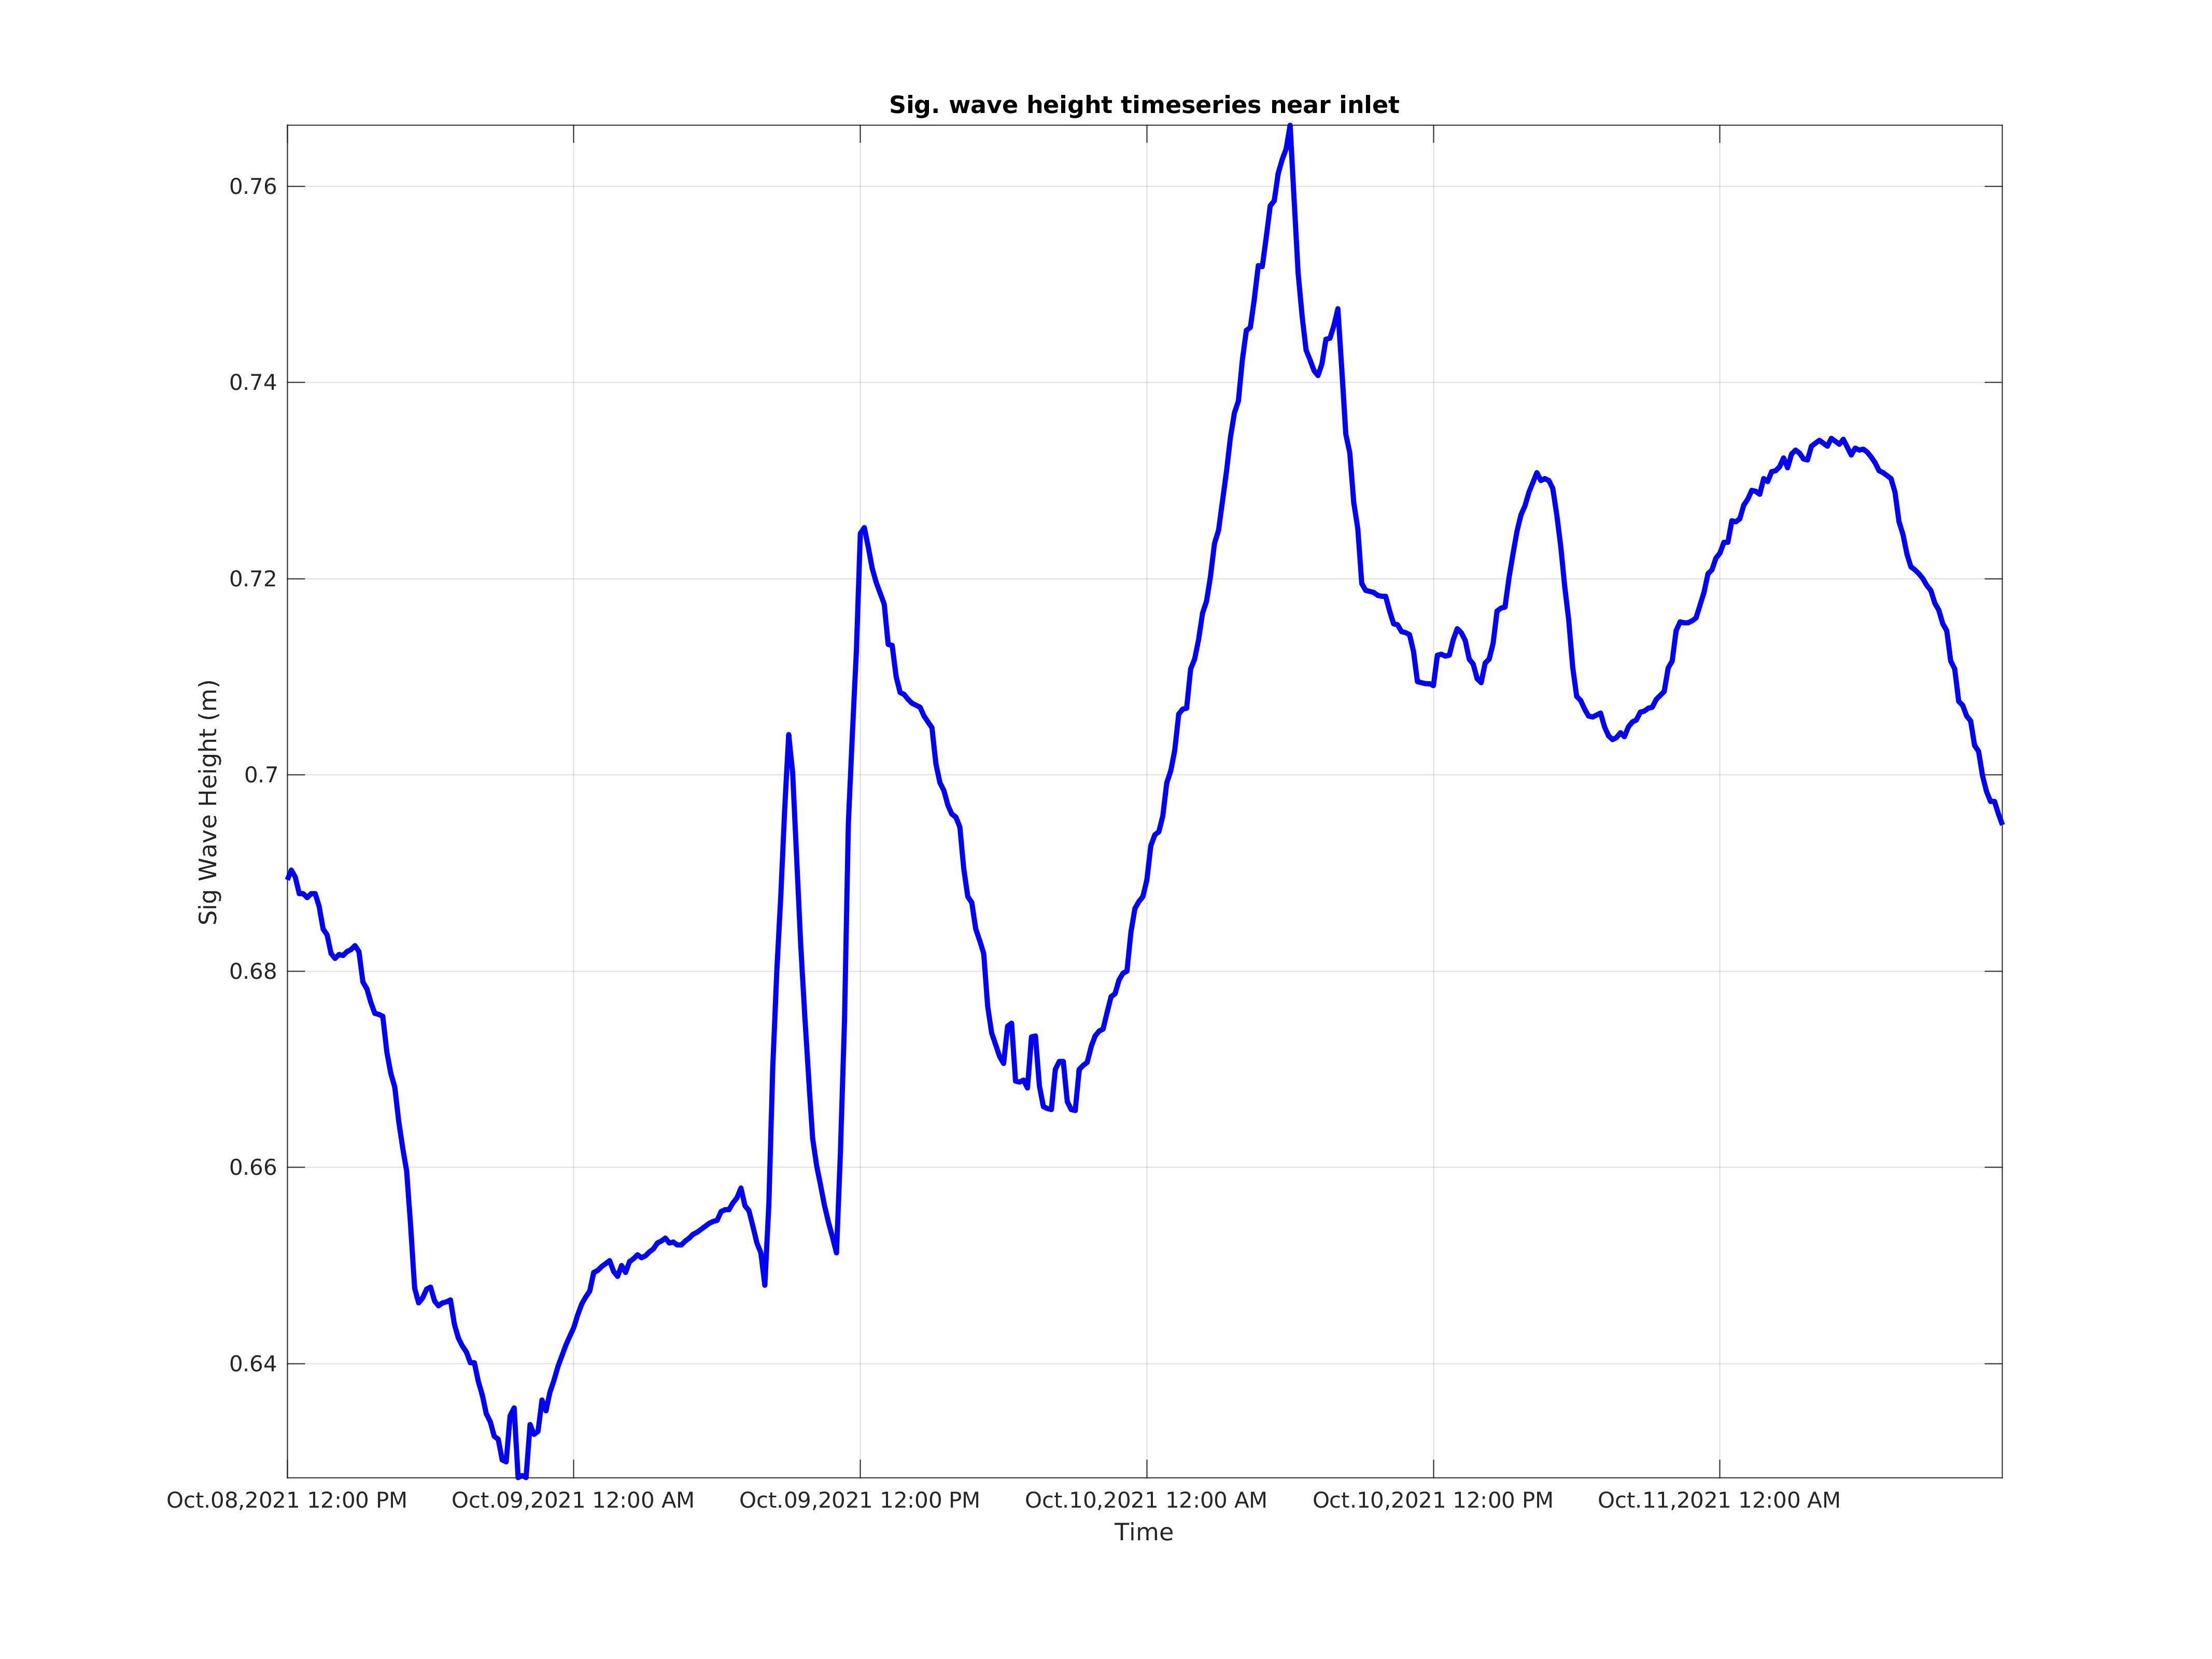 Sig. wave height timeseries near inlet
0.76
0.74
0.72
0.7
0.68
0.66
0.64
Sig Wave Height (m)
Oct.08,2021 12:00 PM Oct.09,2021 12:00 AM Oct.09,2021 12:00 PM Oct.10,2021 12:00 AM Oct.10,2021 12:00 PM Oct.11,2021 12:00 AM
Time